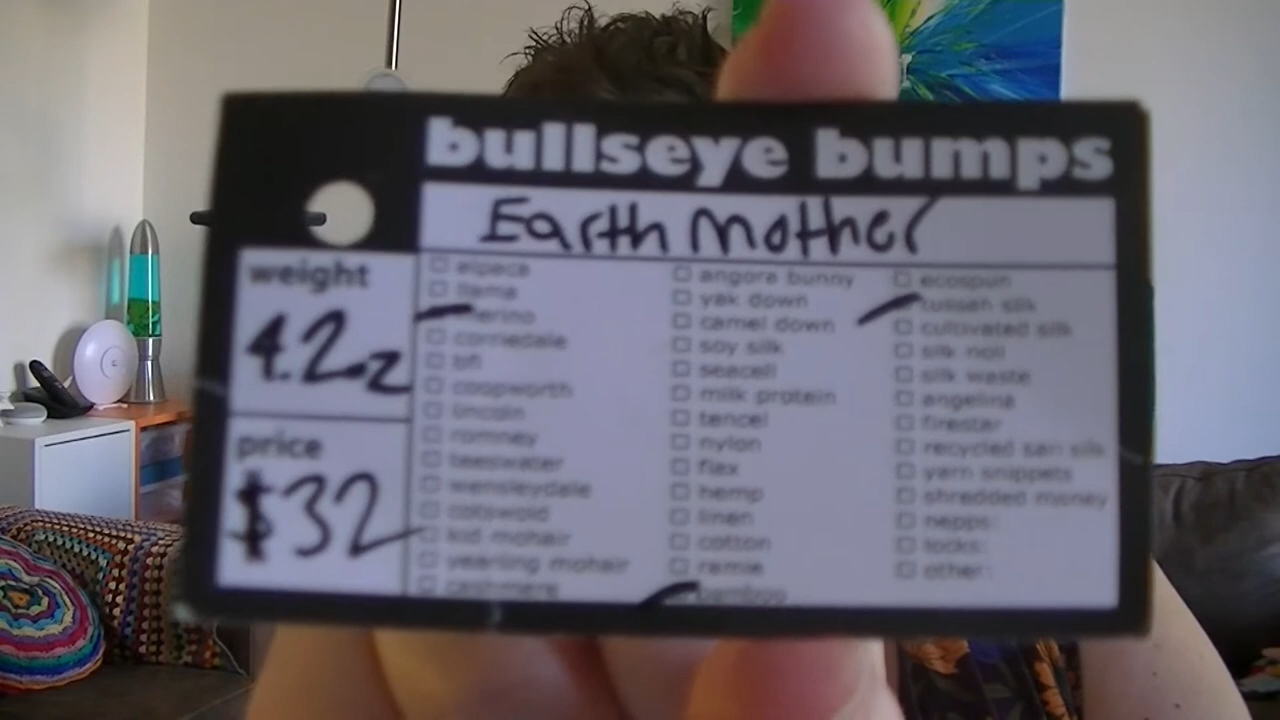 bullseye bumps
Earth Mother
weight
4.2z
price
$32
alpaca
llama
merino
corriedale
bfl
coopworth
lincoln
romney
teeswater
wensleydale
cotswold
kid mohair
yearling mohair
cashmere
angora bunny
yak down
camel down
soy silk
seacell
milk protein
tencel
nylon
flax
hemp
linen
cotton
ramie
bamboo
ecospun
tussah silk
cultivated silk
silk noil
silk waste
angelina
firestar
recycled sari silk
yarn snippets
shredded money
nepps:
locks:
other: